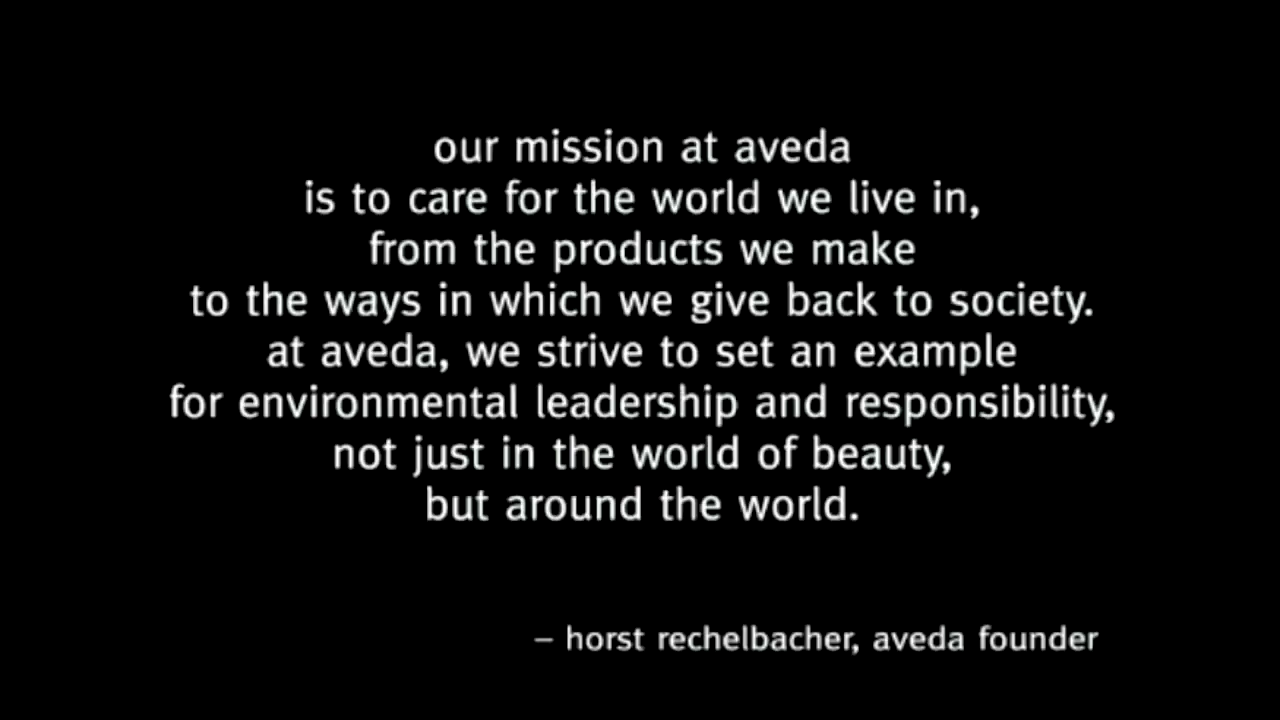 our mission at aveda
is to care for the world we live in,
from the products we make
to the ways in which we give back to society.
at aveda, we strive to set an example
for environmental leadership and responsibility,
not just in the world of beauty,
but around the world.
– horst rechelbacher, aveda founder